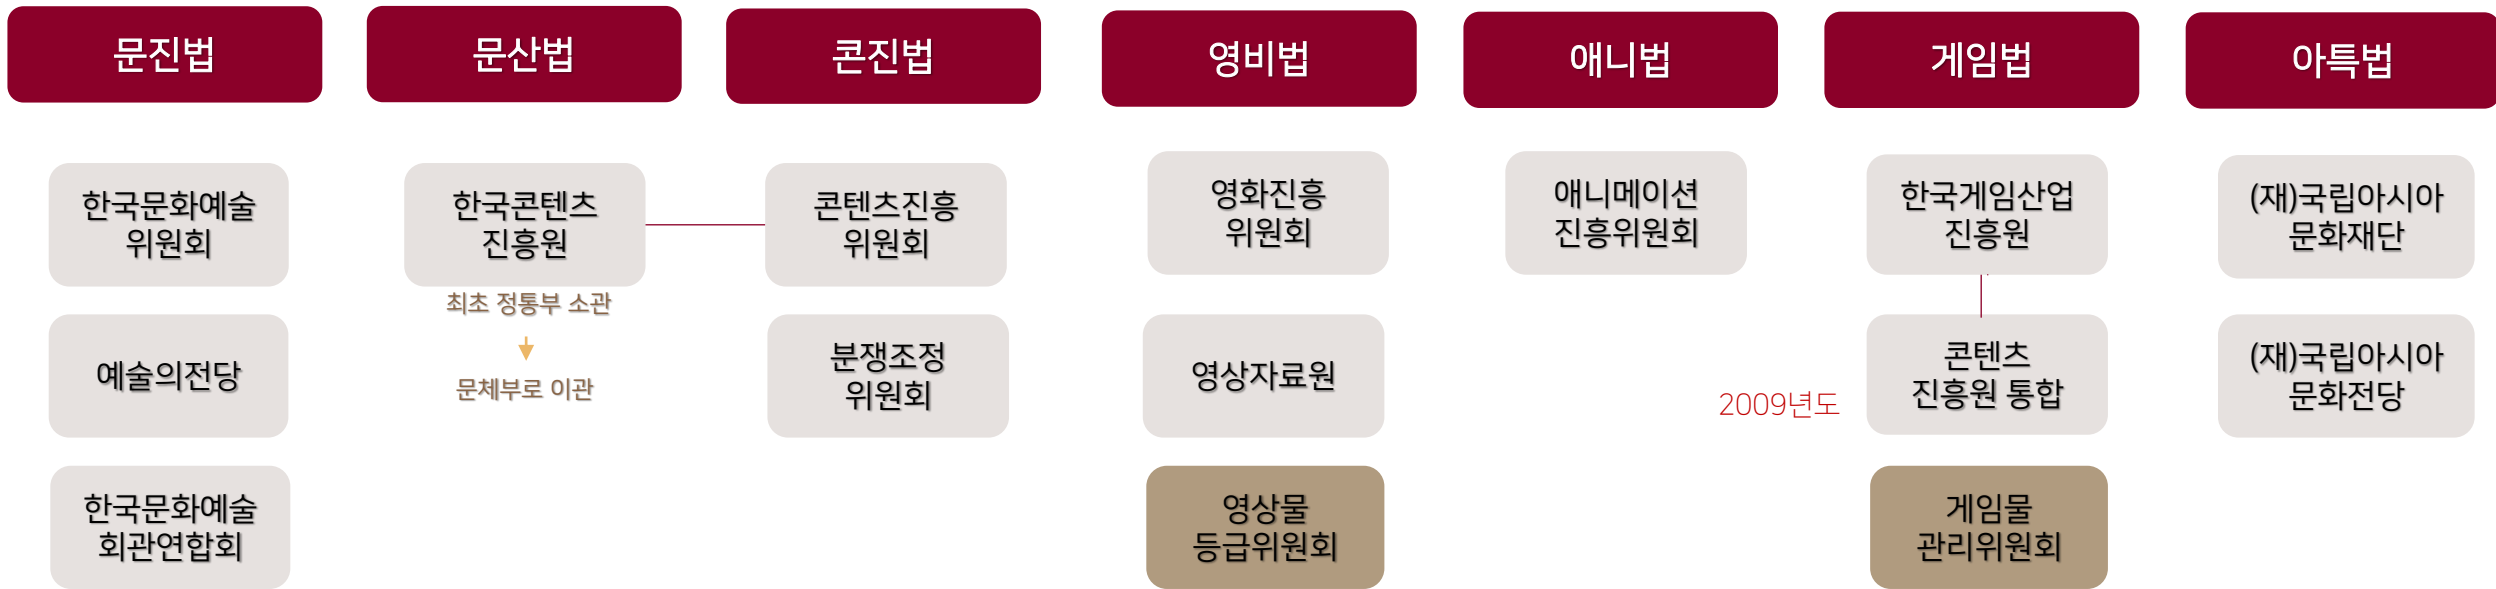 문진법
문산법
콘진법
영비법
애니법
게임법
아특법
한국문화예술
위원회
한국콘텐츠
진흥원
콘텐츠진흥
위원회
영화진흥
위원회
애니메이션
진흥위원회
한국게임산업
진흥원
(재)국립아시아
문화재단
최초 정통부 소관
문체부로 이관
예술의전당
분쟁조정
위원회
영상자료원
2009년도
콘텐츠
진흥원 통합
(재)국립아시아
문화전당
한국문화예술
회관연합회
영상물
등급위원회
게임물
관리위원회